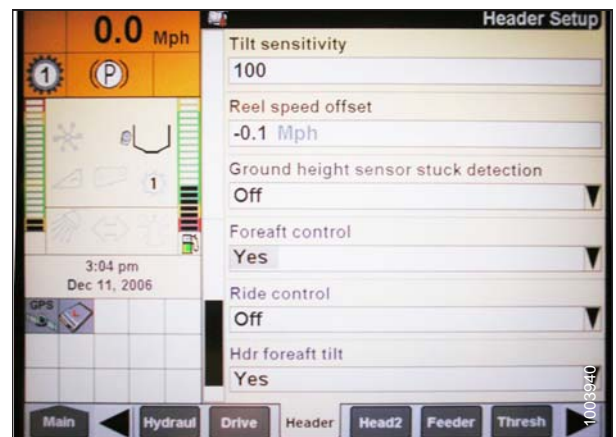 0.0 Mph
Header Setup
1
(P)
Tilt sensitivity
100
Reel speed offset
-0.1 Mph
Ground height sensor stuck detection
Off
1
Foreaft control
Yes
3:04 pm
Dec 11, 2006
Ride control
Off
GPS
Hdr foreaft tilt
Yes
Main
Hydraul
Drive
Header
Head2
Feeder
Thresh
1003940